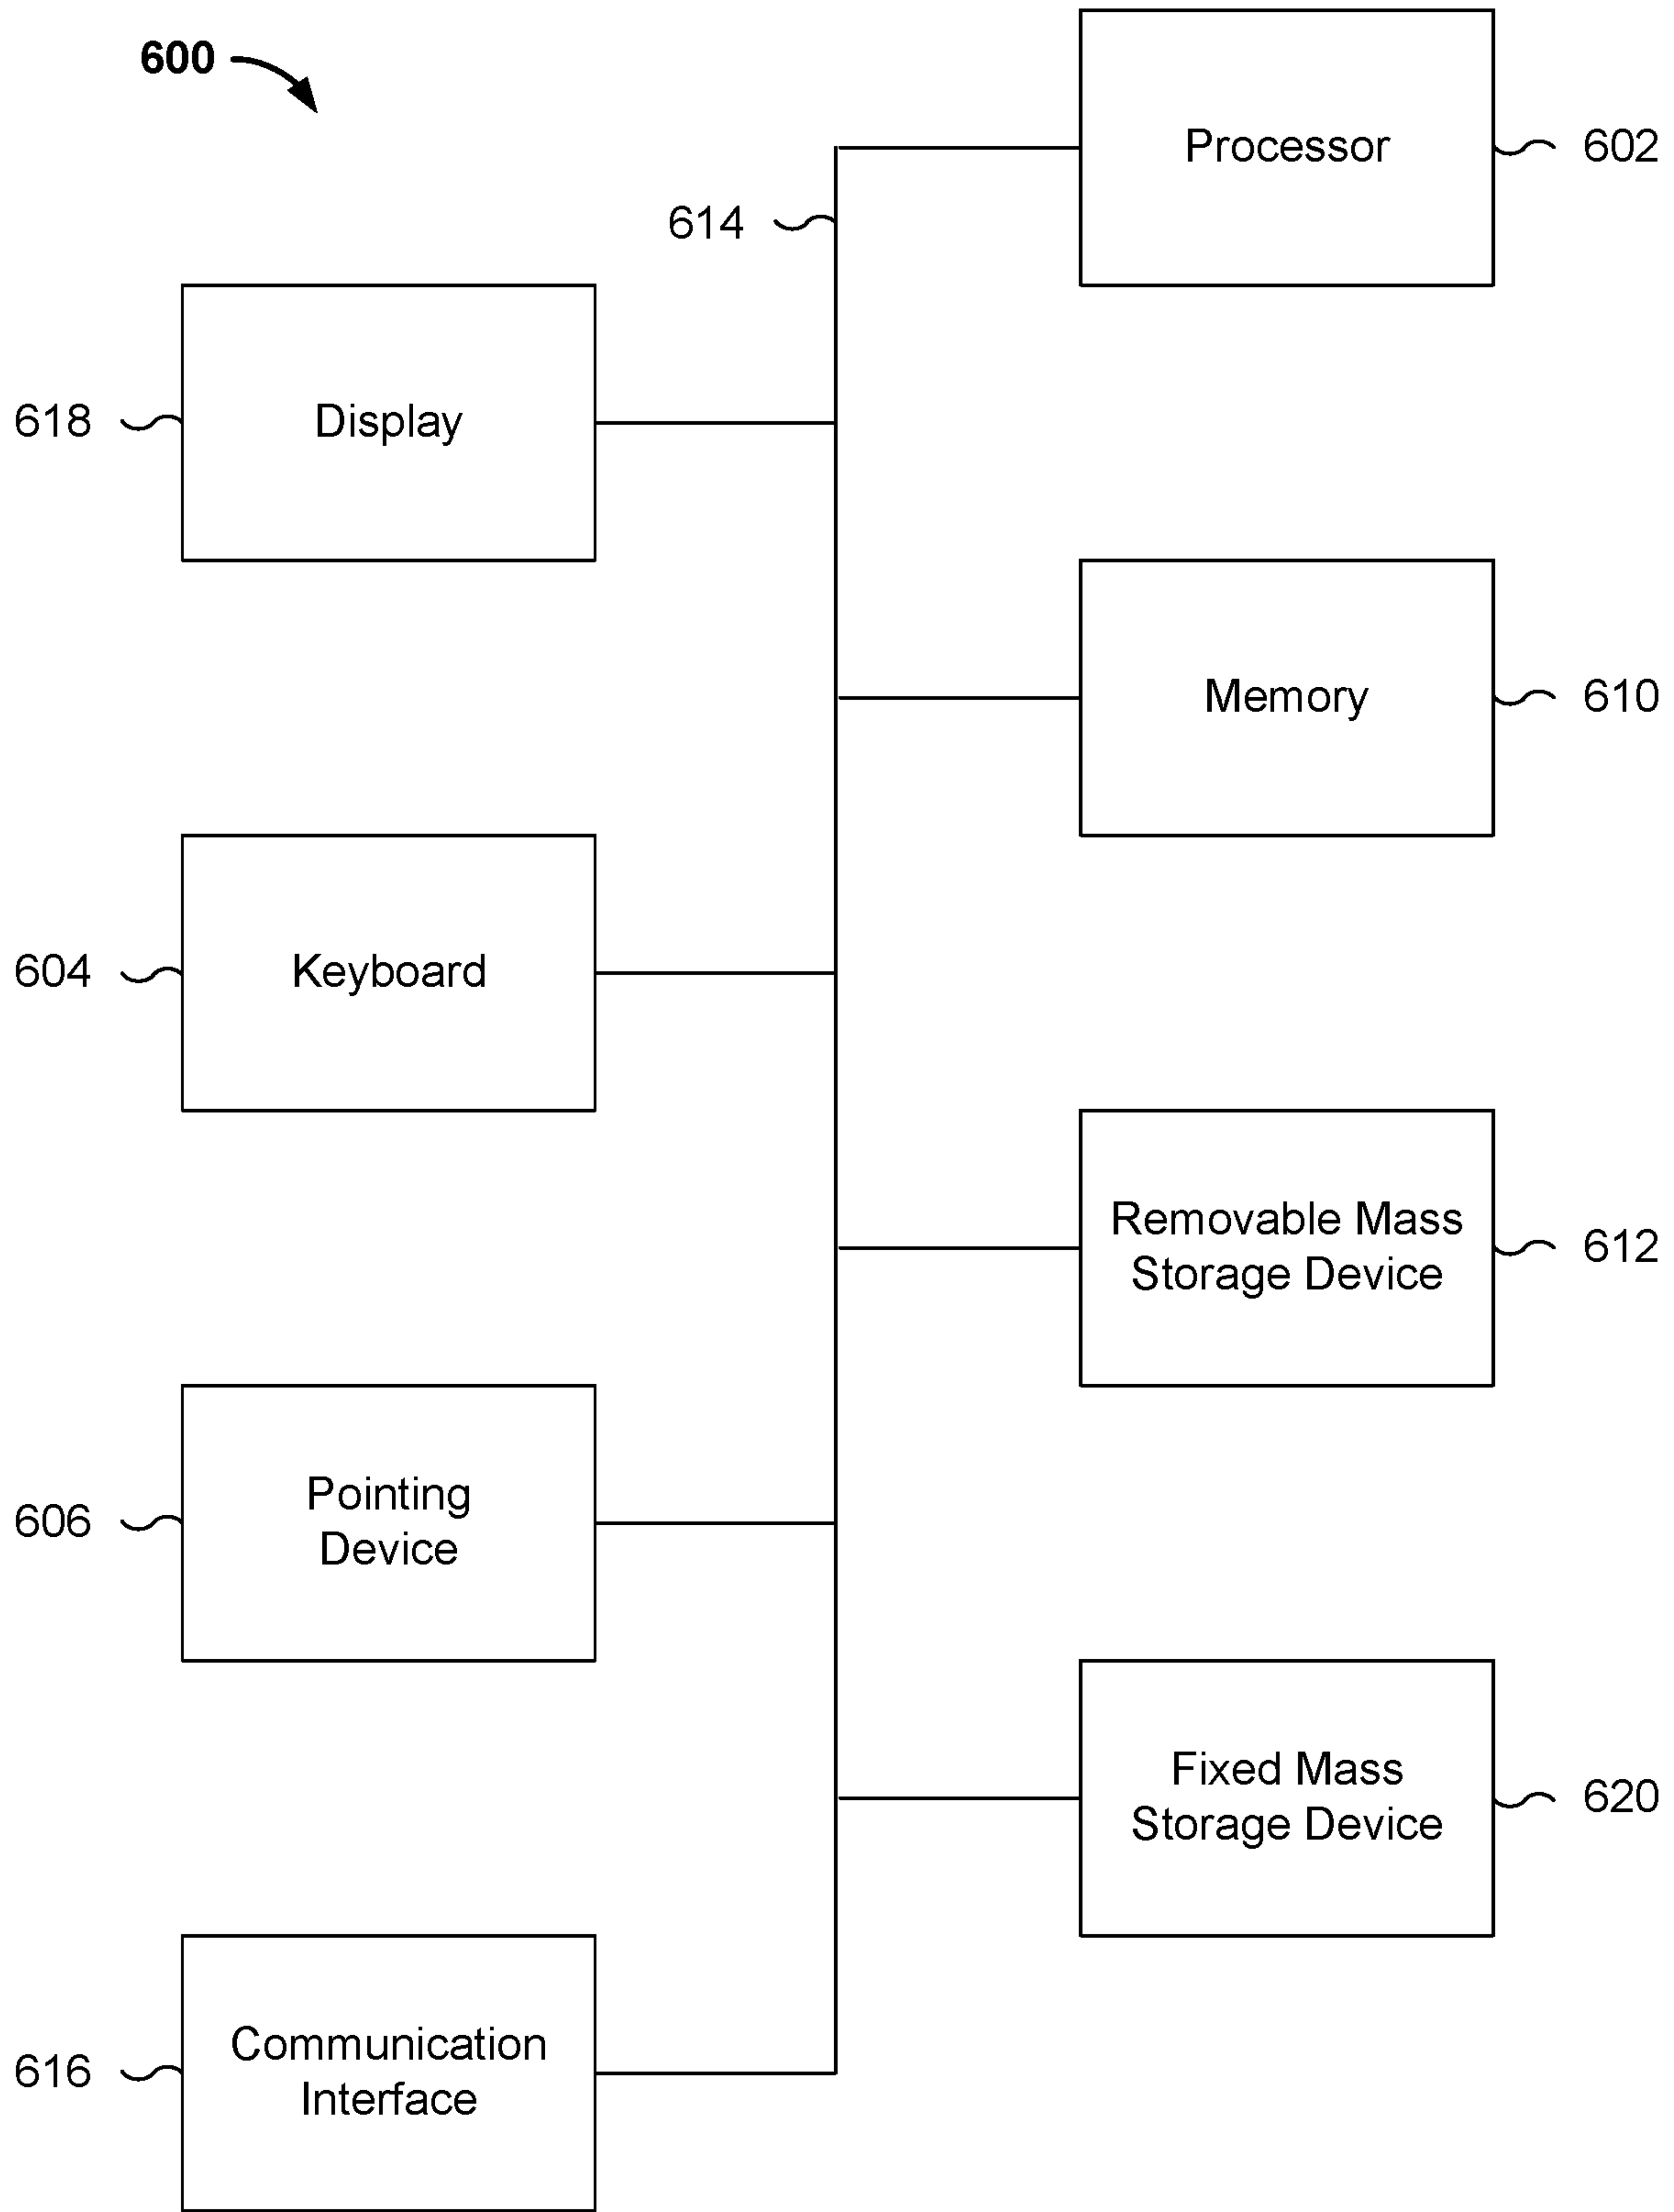 600
Processor
602
614
618
Display
Memory
610
604
Keyboard
Removable Mass
Storage Device
612
606
Pointing
Device
Fixed Mass
Storage Device
620
616
Communication
Interface